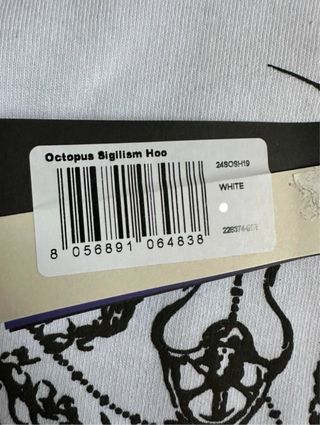 Octopus Sigilism Hoo
24SOSH19
WHITE
8 056891 064838